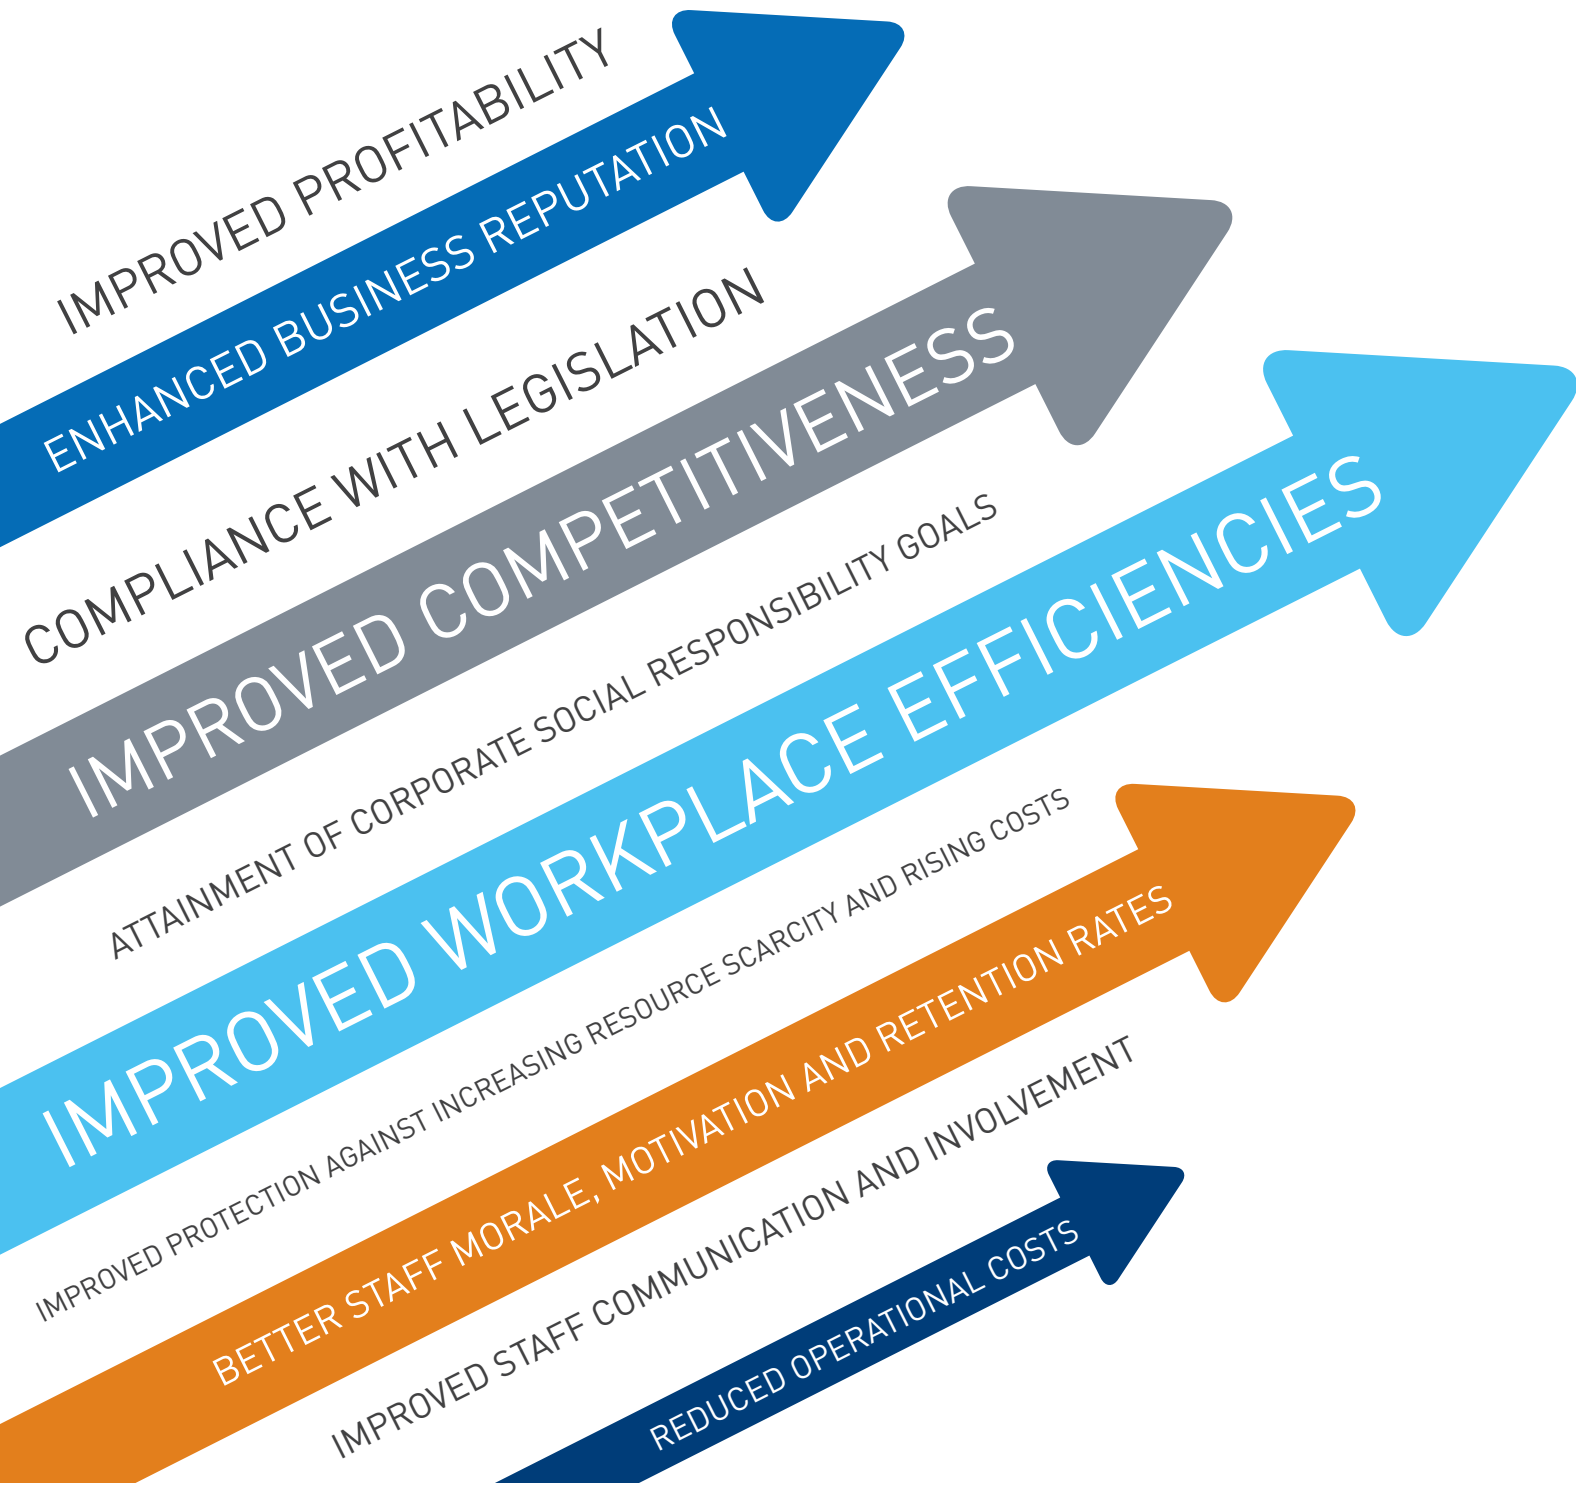 IMPROVED PROFITABILITY
ENHANCED BUSINESS REPUTATION
COMPLIANCE WITH LEGISLATION
IMPROVED COMPETITIVENESS
ATTAINMENT OF CORPORATE SOCIAL RESPONSIBILITY GOALS
IMPROVED WORKPLACE EFFICIENCIES
IMPROVED PROTECTION AGAINST INCREASING RESOURCE SCARCITY AND RISING COSTS
BETTER STAFF MORALE, MOTIVATION AND RETENTION RATES
IMPROVED STAFF COMMUNICATION AND INVOLVEMENT
REDUCED OPERATIONAL COSTS